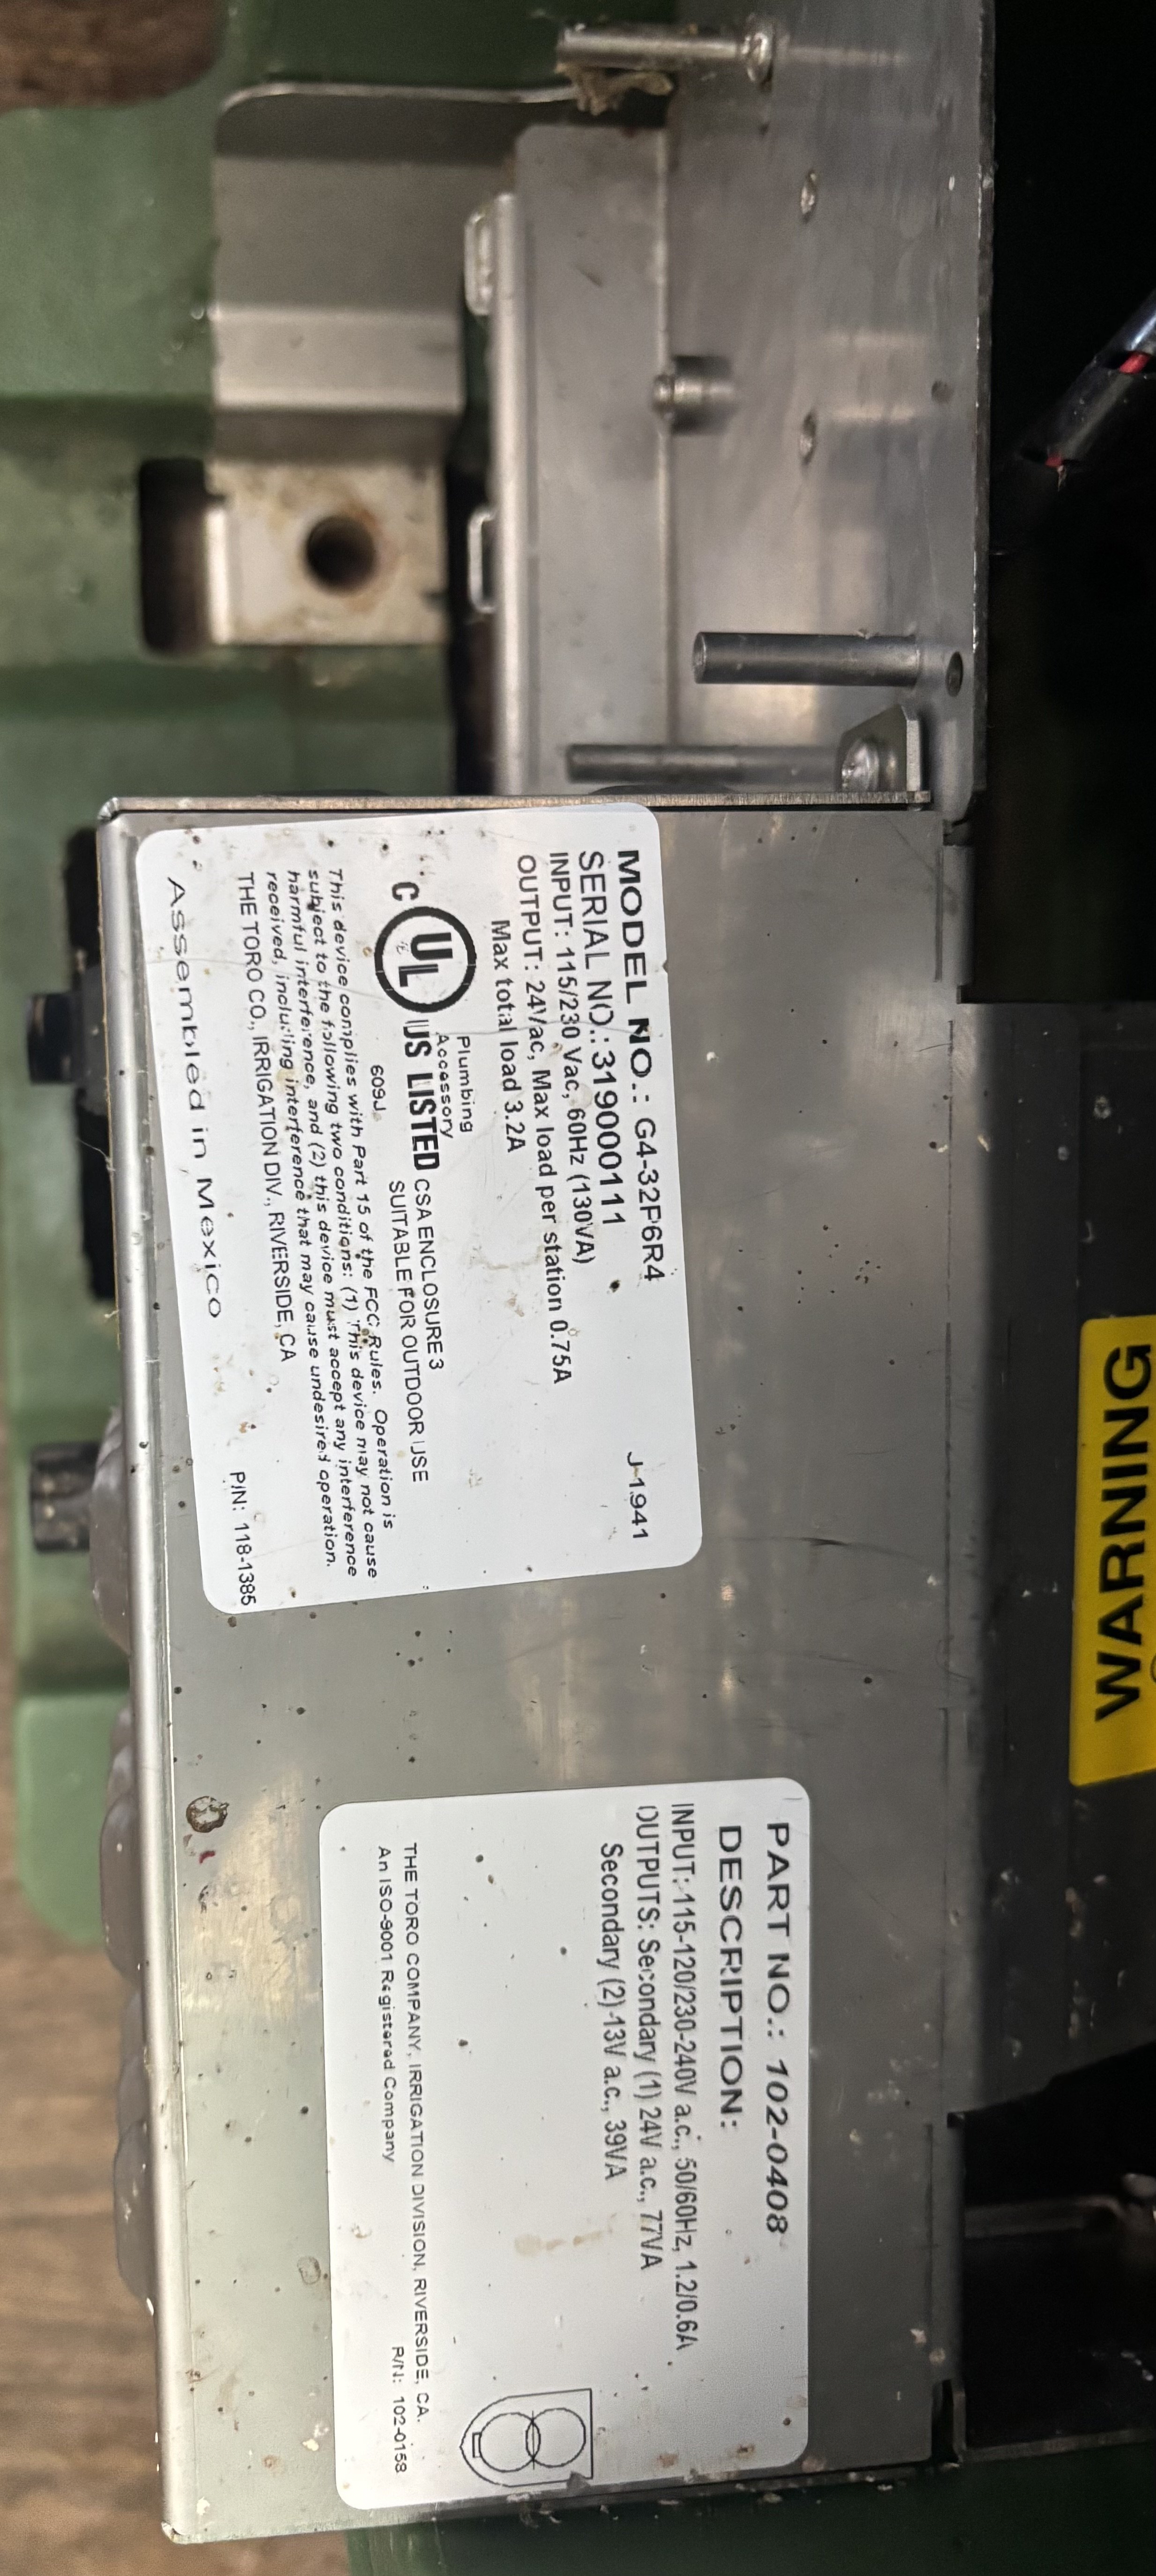 MODEL NO.: G4-32P6R4
J-1941
SERIAL NO.:319000111
INPUT: 115/230 Vac, 60Hz (130VA)
OUTPUT: 24Vac, Max load per station 0.75A
Max total load 3.2A
Plumbing
Accessory
C UL US LISTED
609J
CSA ENCLOSURE 3
SUITABLE FOR OUTDOOR USE
This device complies with Part 15 of the FCC Rules. Operation is
subject to the following two conditions: (1) This device may not cause
harmful interference, and (2) this device must accept any interference
received, including interference that may cause undesired operation.
THE TORO CO., IRRIGATION DIV., RIVERSIDE, CA
P/N: 118-1385
Assembled in Mexico
PART NO.: 102-0408
DESCRIPTION:
INPUT: 115-120/230-240V a.c., 50/60Hz, 1.2/0.6A
OUTPUTS: Secondary (1) 24V a.c., 77VA
Secondary (2) 13V a.c., 39VA
THE TORO COMPANY, IRRIGATION DIVISION, RIVERSIDE, CA.
An ISO-9001 Registered Company
P/N: 102-0158
WARNING